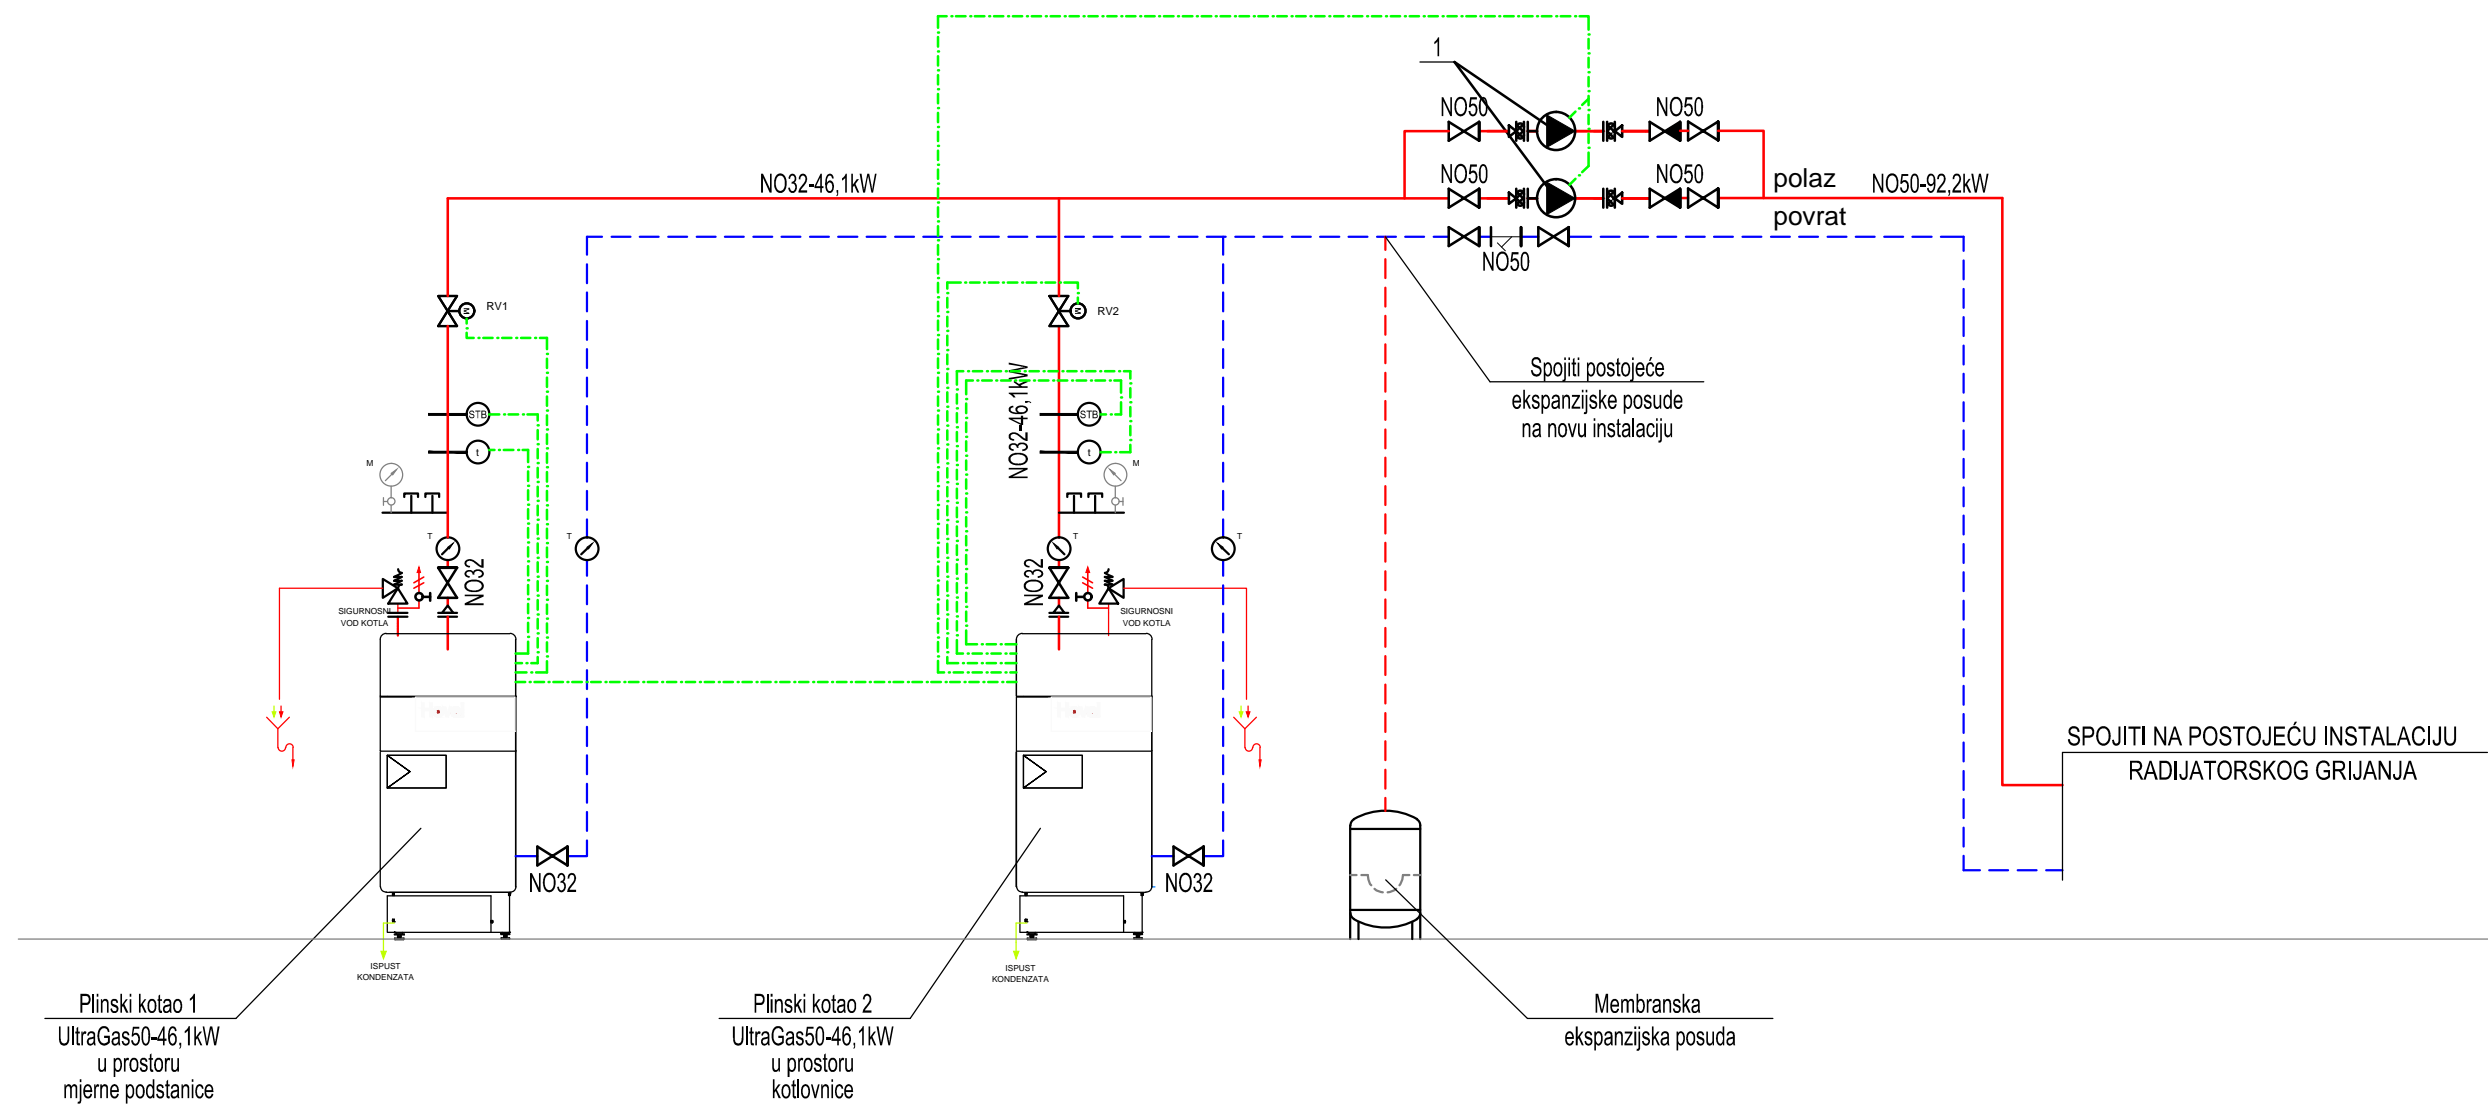 1
NO50
NO50
NO50
NO50
NO32-46,1kW
polaz
NO50-92,2kW
povrat
NO50
RV1
RV2
Spojiti postojeće
ekspanzijske posude
na novu instalaciju
NO32-46,1kW
STB
STB
t
t
M
M
M
M
T
T
T
T
NO32
NO32
SIGURNOSNI
VOD KOTLA
SIGURNOSNI
VOD KOTLA
SPOJITI NA POSTOJEĆU INSTALACIJU
RADIJATORSKOG GRIJANJA
NO32
NO32
ISPUST
KONDENZATA
ISPUST
KONDENZATA
Plinski kotao 1
UltraGas50-46,1kW
u prostoru
mjerne podstanice
Plinski kotao 2
UltraGas50-46,1kW
u prostoru
kotlovnice
Membranska
ekspanzijska posuda